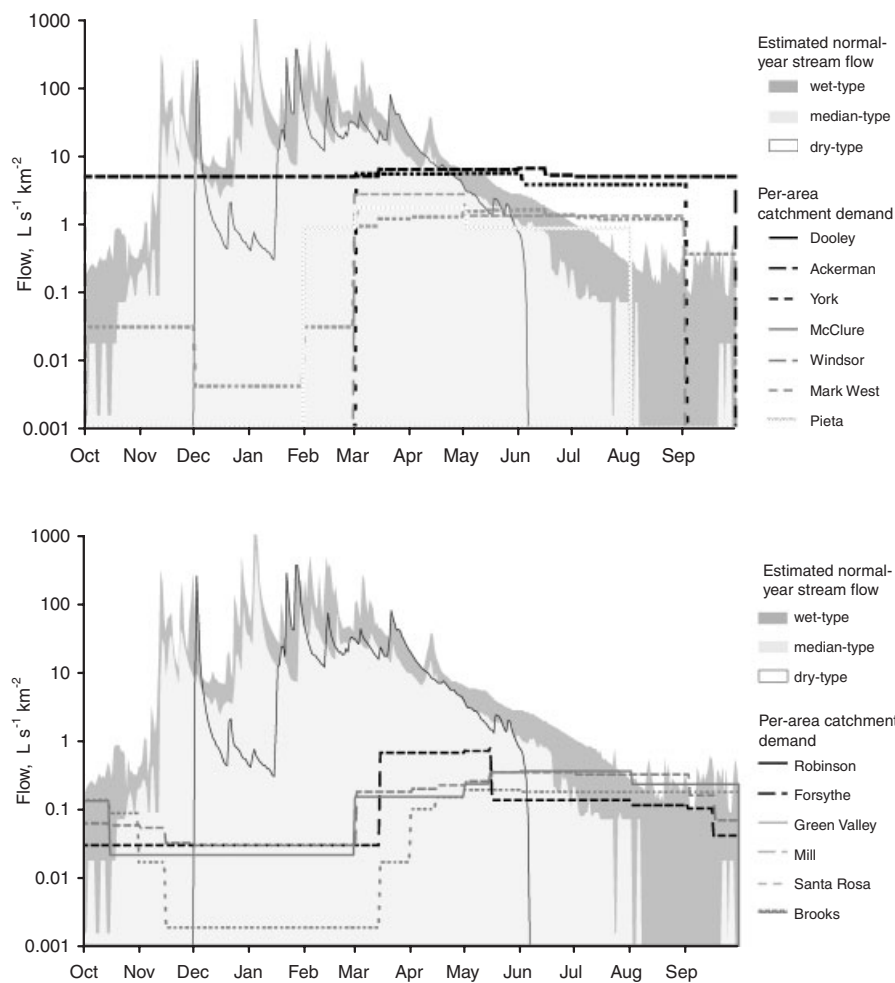 1000
100
10
1
0.1
0.01
0.001
Flow, L s⁻¹ km⁻²
Oct Nov Dec Jan Feb Mar Apr May Jun Jul Aug Sep
Estimated normal-
year stream flow
wet-type
median-type
dry-type
Per-area
catchment demand
Dooley
Ackerman
York
McClure
Windsor
Mark West
Pieta
1000
100
10
1
0.1
0.01
0.001
Flow, L s⁻¹ km⁻²
Oct Nov Dec Jan Feb Mar Apr May Jun Jul Aug Sep
Estimated normal-
year stream flow
wet-type
median-type
dry-type
Per-area catchment
demand
Robinson
Forsythe
Green Valley
Mill
Santa Rosa
Brooks